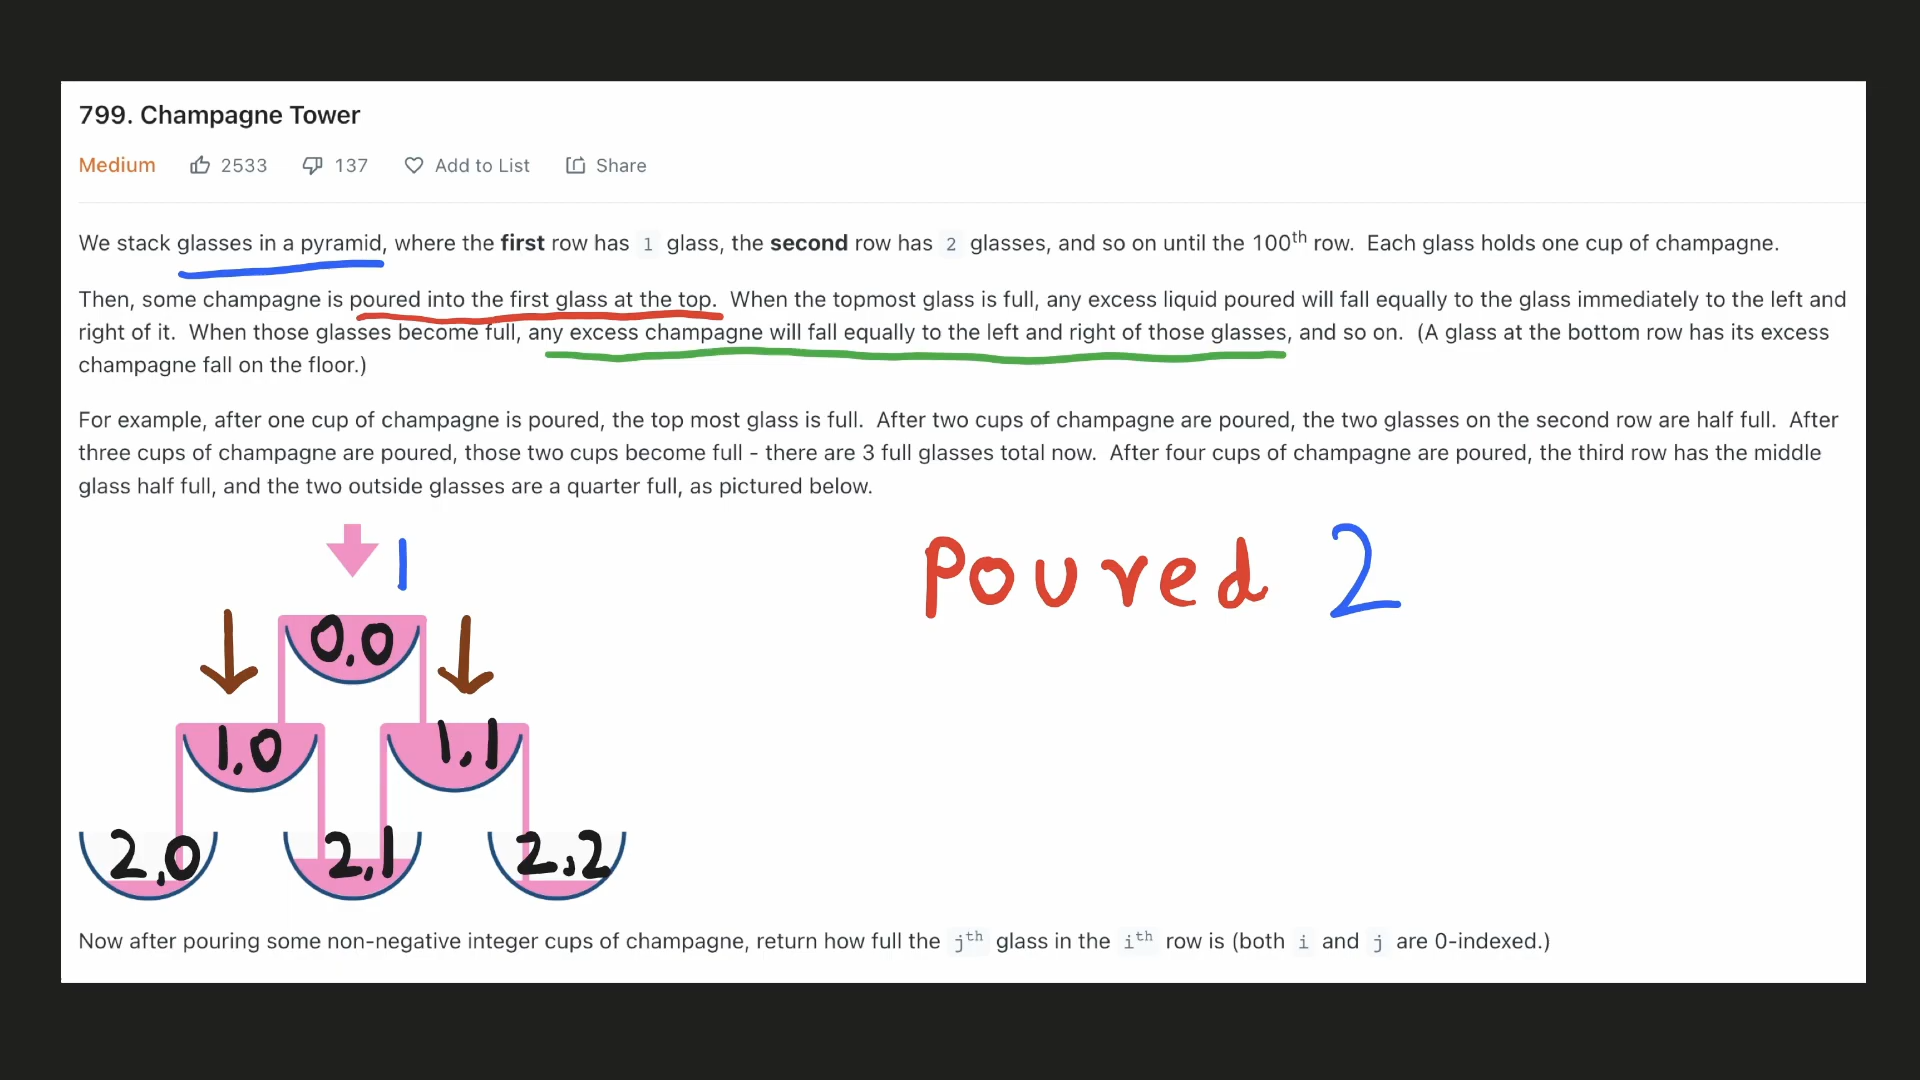 799. Champagne Tower
Medium 2533 137 Add to List Share
We stack glasses in a pyramid, where the first row has 1 glass, the second row has 2 glasses, and so on until the 100th row. Each glass holds one cup of champagne.
Then, some champagne is poured into the first glass at the top. When the topmost glass is full, any excess liquid poured will fall equally to the glass immediately to the left and
right of it. When those glasses become full, any excess champagne will fall equally to the left and right of those glasses, and so on. (A glass at the bottom row has its excess
champagne fall on the floor.)
For example, after one cup of champagne is poured, the top most glass is full. After two cups of champagne are poured, the two glasses on the second row are half full. After
three cups of champagne are poured, those two cups become full - there are 3 full glasses total now. After four cups of champagne are poured, the third row has the middle
glass half full, and the two outside glasses are a quarter full, as pictured below.
1
Poured 2
0,0
1,0 1,1
2,0 2,1 2,2
Now after pouring some non-negative integer cups of champagne, return how full the jth glass in the ith row is (both i and j are 0-indexed.)